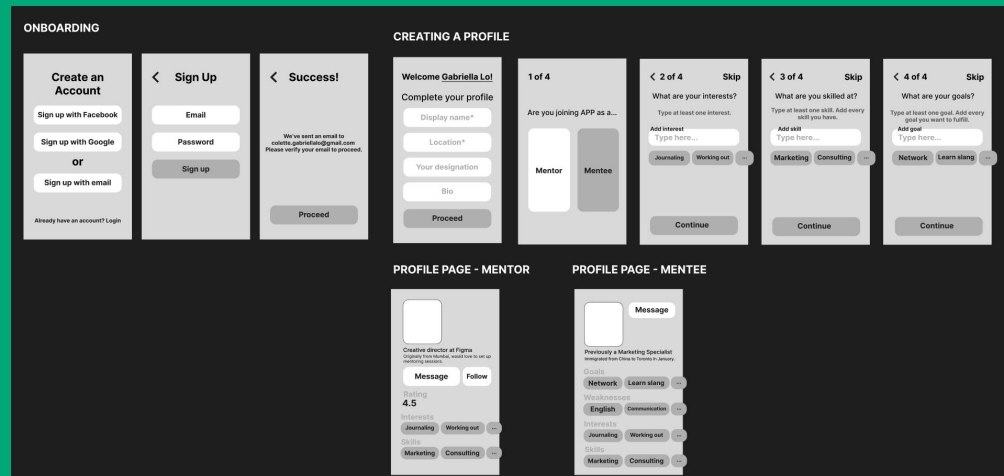 ONBOARDING
Create an
Account
Sign up with Facebook
Sign up with Google
or
Sign up with email
Already have an account? Login
Sign Up
Email
Password
Sign up
Success!
We've sent an email to
colette.gabriellalo@gmail.com
Please verify your email to proceed.
Proceed
CREATING A PROFILE
Welcome Gabriella Lo!
Complete your profile
Display name*
Location*
Your designation
Bio
Proceed
1 of 4
Are you joining APP as a...
Mentor
Mentee
2 of 4
Skip
What are your interests?
Type at least one interest.
Add interest
Type here...
Journaling
Working out
...
Continue
3 of 4
Skip
What are you skilled at?
Type at least one skill. Add every
skill you have.
Add skill
Type here...
Marketing
Consulting
...
Continue
4 of 4
Skip
What are your goals?
Type at least one goal. Add every
goal you want to fulfill.
Add goal
Type here...
Network
Learn slang
...
Continue
PROFILE PAGE - MENTOR
Creative director at Figma
Originally from Mumbai, would love to set up
mentoring sessions.
Message
Follow
Rating
4.5
Interests
Journaling
Working out
...
Skills
Marketing
Consulting
...
PROFILE PAGE - MENTEE
Message
Previously a Marketing Specialist
Immigrated from China to Toronto in January.
Goals
Network
Learn slang
...
Weaknesses
English
Communication
...
Interests
Journaling
Working out
...
Skills
Marketing
Consulting
...